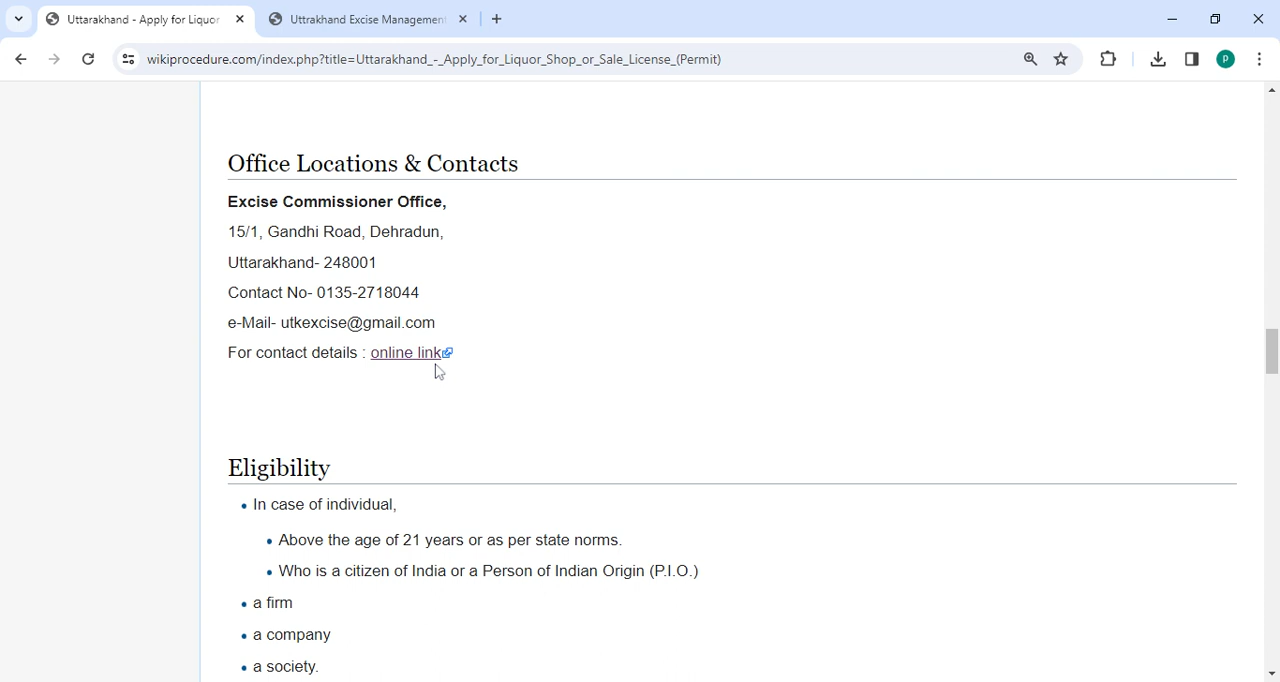 Uttarakhand - Apply for Liquor
Uttrakhand Excise Management
wikiprocedure.com/index.php?title=Uttarakhand_-_Apply_for_Liquor_Shop_or_Sale_License_(Permit)
P
Office Locations & Contacts
Excise Commissioner Office,
15/1, Gandhi Road, Dehradun,
Uttarakhand- 248001
Contact No- 0135-2718044
e-Mail- utkexcise@gmail.com
For contact details : online link
Eligibility
In case of individual,
Above the age of 21 years or as per state norms.
Who is a citizen of India or a Person of Indian Origin (P.I.O.)
a firm
a company
a society.